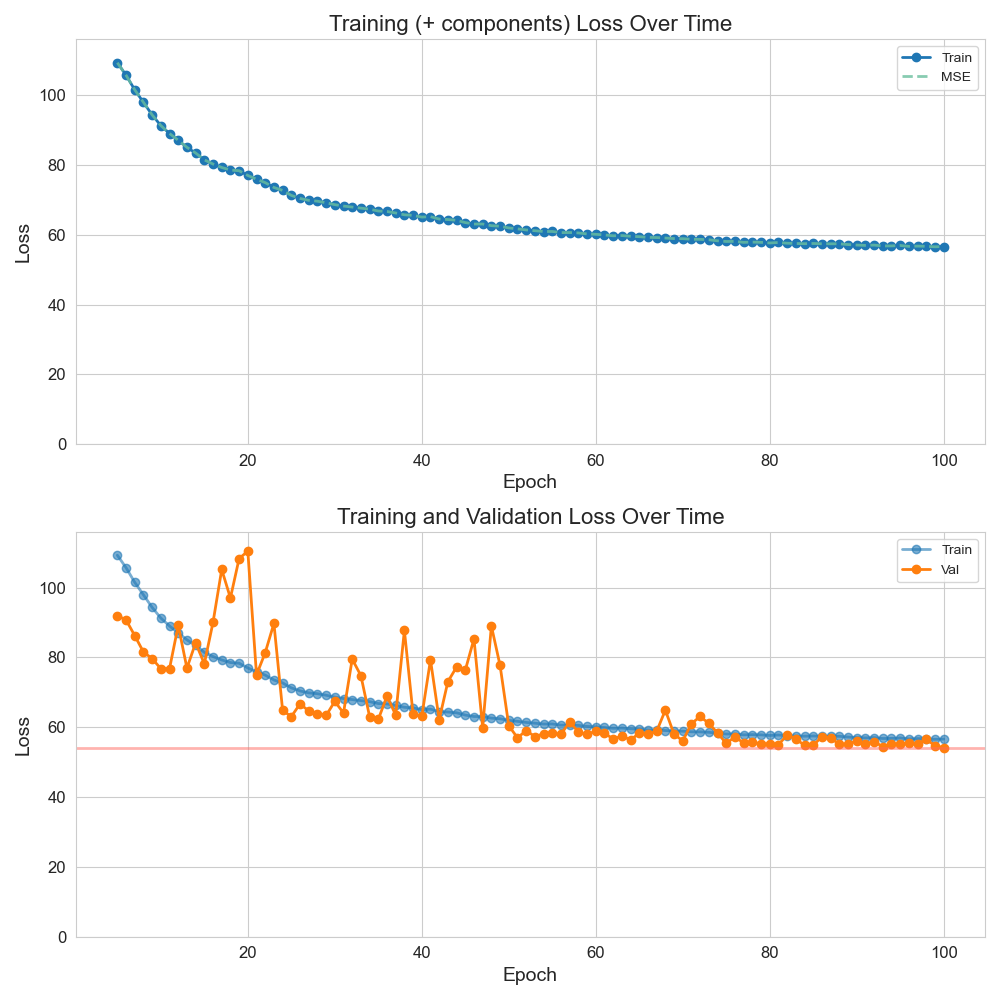 Training (+ components) Loss Over Time
Train
MSE
100
80
60
40
20
0
Loss
20 40 60 80 100
Epoch
Training and Validation Loss Over Time
Train
Val
100
80
60
40
20
0
Loss
20 40 60 80 100
Epoch